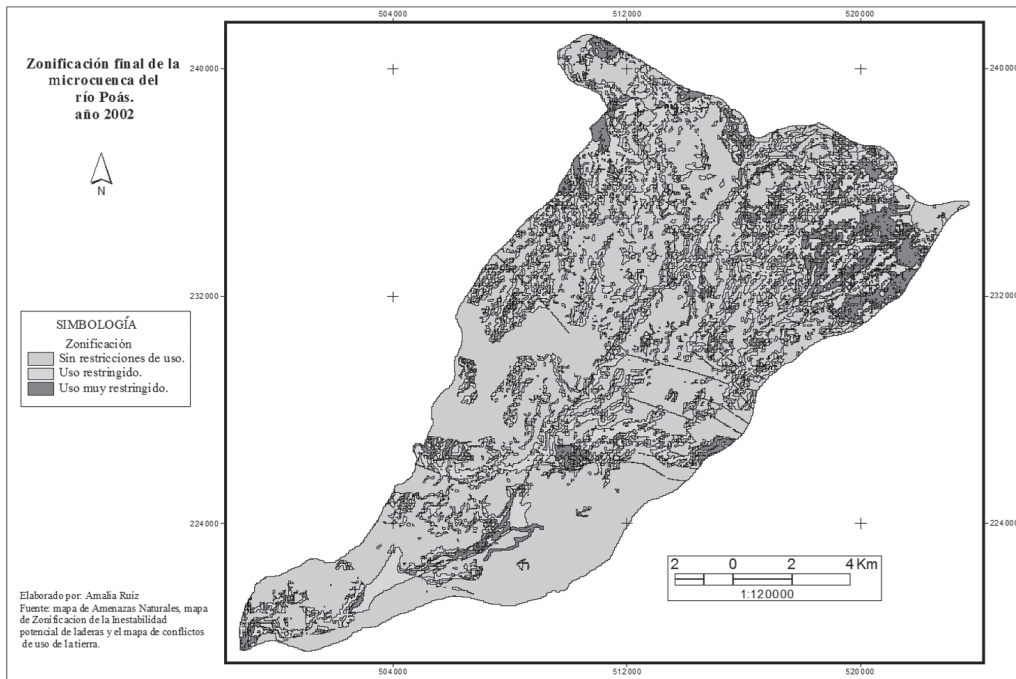 Zonificación final de la
microcuenca del
río Poás.
año 2002
N
SIMBOLOGÍA
Zonificación
Sin restricciones de uso.
Uso restringido.
Uso muy restringido.
Elaborado por: Amalia Ruiz
Fuente: mapa de Amenazas Naturales, mapa
de Zonificacion de la Inestabilidad
potencial de laderas y el mapa de conflictos
de uso de la tierra.
504000 512000 520000
240000 240000
232000 232000
224000 224000
2 0 2 4 Km
1:120000
504000 512000 520000